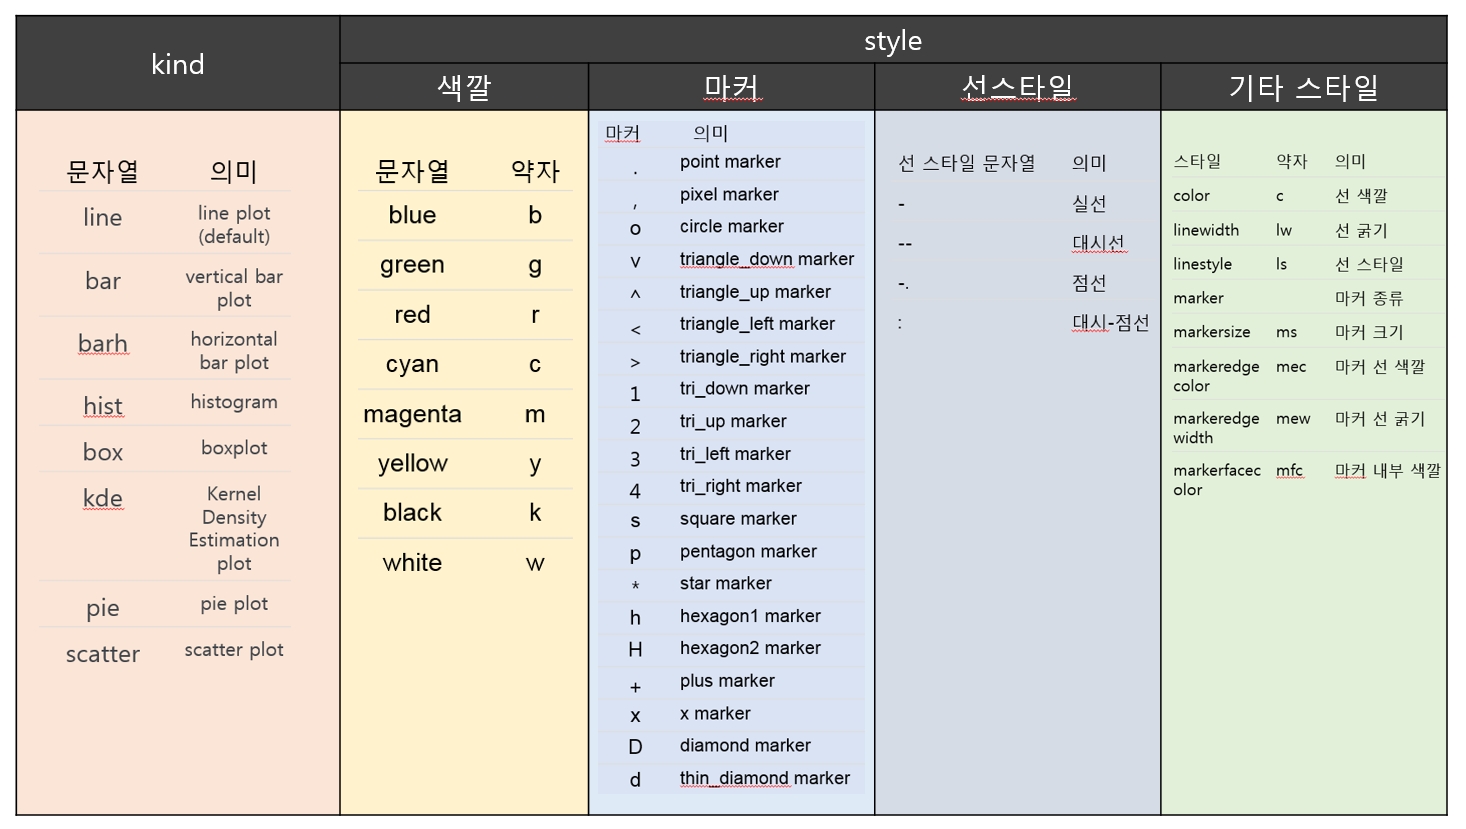 kind
style
색깔
마커
선스타일
기타 스타일
문자열 의미
line line plot
(default)
bar vertical bar
plot
barh horizontal
bar plot
hist histogram
box boxplot
kde Kernel
Density
Estimation
plot
pie pie plot
scatter scatter plot
문자열 약자
blue b
green g
red r
cyan c
magenta m
yellow y
black k
white w
마커 의미
. point marker
, pixel marker
o circle marker
v triangle_down marker
^ triangle_up marker
< triangle_left marker
> triangle_right marker
1 tri_down marker
2 tri_up marker
3 tri_left marker
4 tri_right marker
s square marker
p pentagon marker
* star marker
h hexagon1 marker
H hexagon2 marker
+ plus marker
x x marker
D diamond marker
d thin_diamond marker
선 스타일 문자열 의미
- 실선
-- 대시선
-. 점선
: 대시-점선
스타일 약자 의미
color c 선 색깔
linewidth lw 선 굵기
linestyle ls 선 스타일
marker 마커 종류
markersize ms 마커 크기
markeredge mec 마커 선 색깔
color
markeredge mew 마커 선 굵기
width
markerfacec mfc 마커 내부 색깔
olor